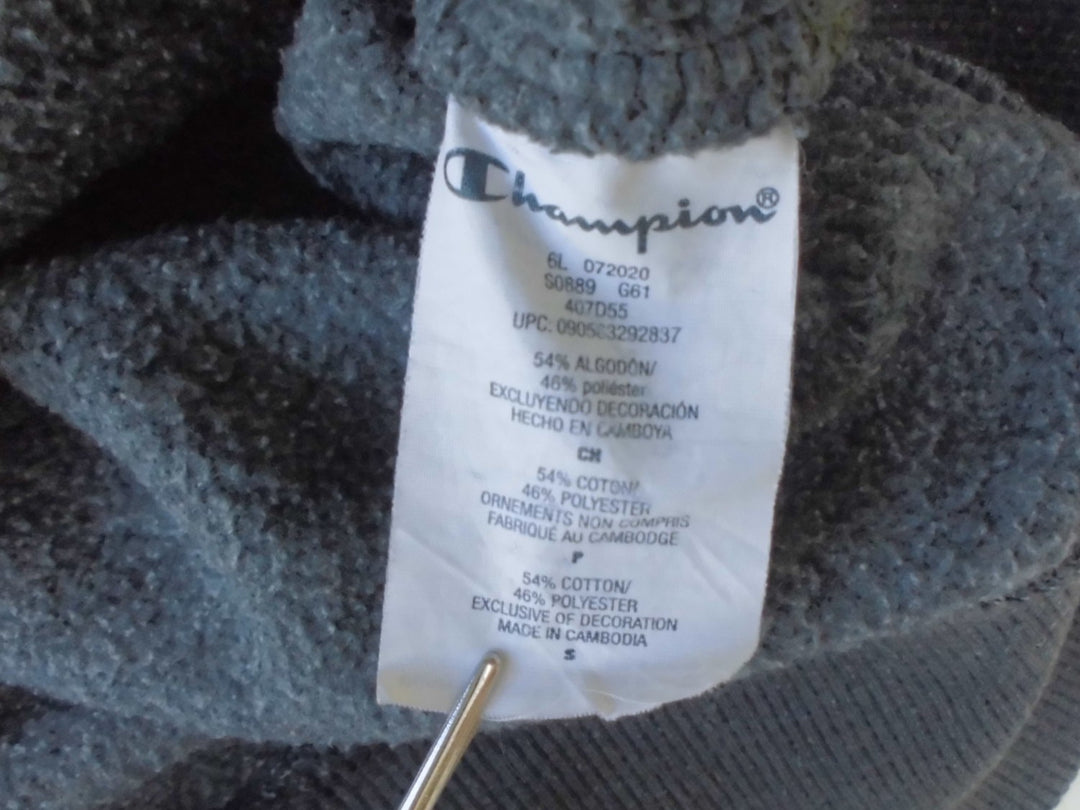 Champion®
6L 072020
S0889 G61
407D55
UPC:
54% ALGODÓN/
46% poliéster
EXCLUYENDO DECORACIÓN
HECHO EN CAMBOYA
CH
54% COTON/
46% POLYESTER
ORNEMENTS NON COMPRIS
FABRIQUÉ AU CAMBODGE
P
54% COTTON/
46% POLYESTER
EXCLUSIVE OF DECORATION
MADE IN CAMBODIA
S